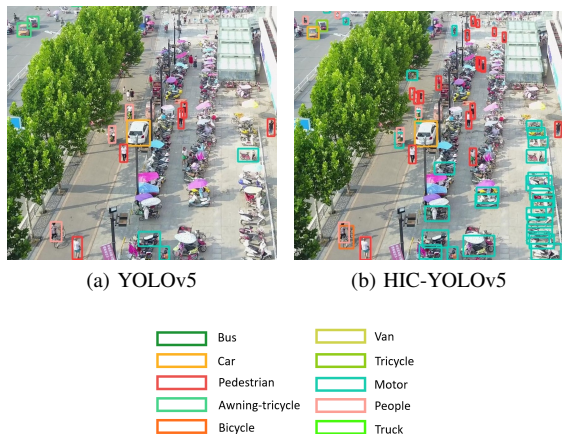 (a) YOLOv5
(b) HIC-YOLOv5
Bus
Van
Car
Tricycle
Pedestrian
Motor
Awning-tricycle
People
Bicycle
Truck